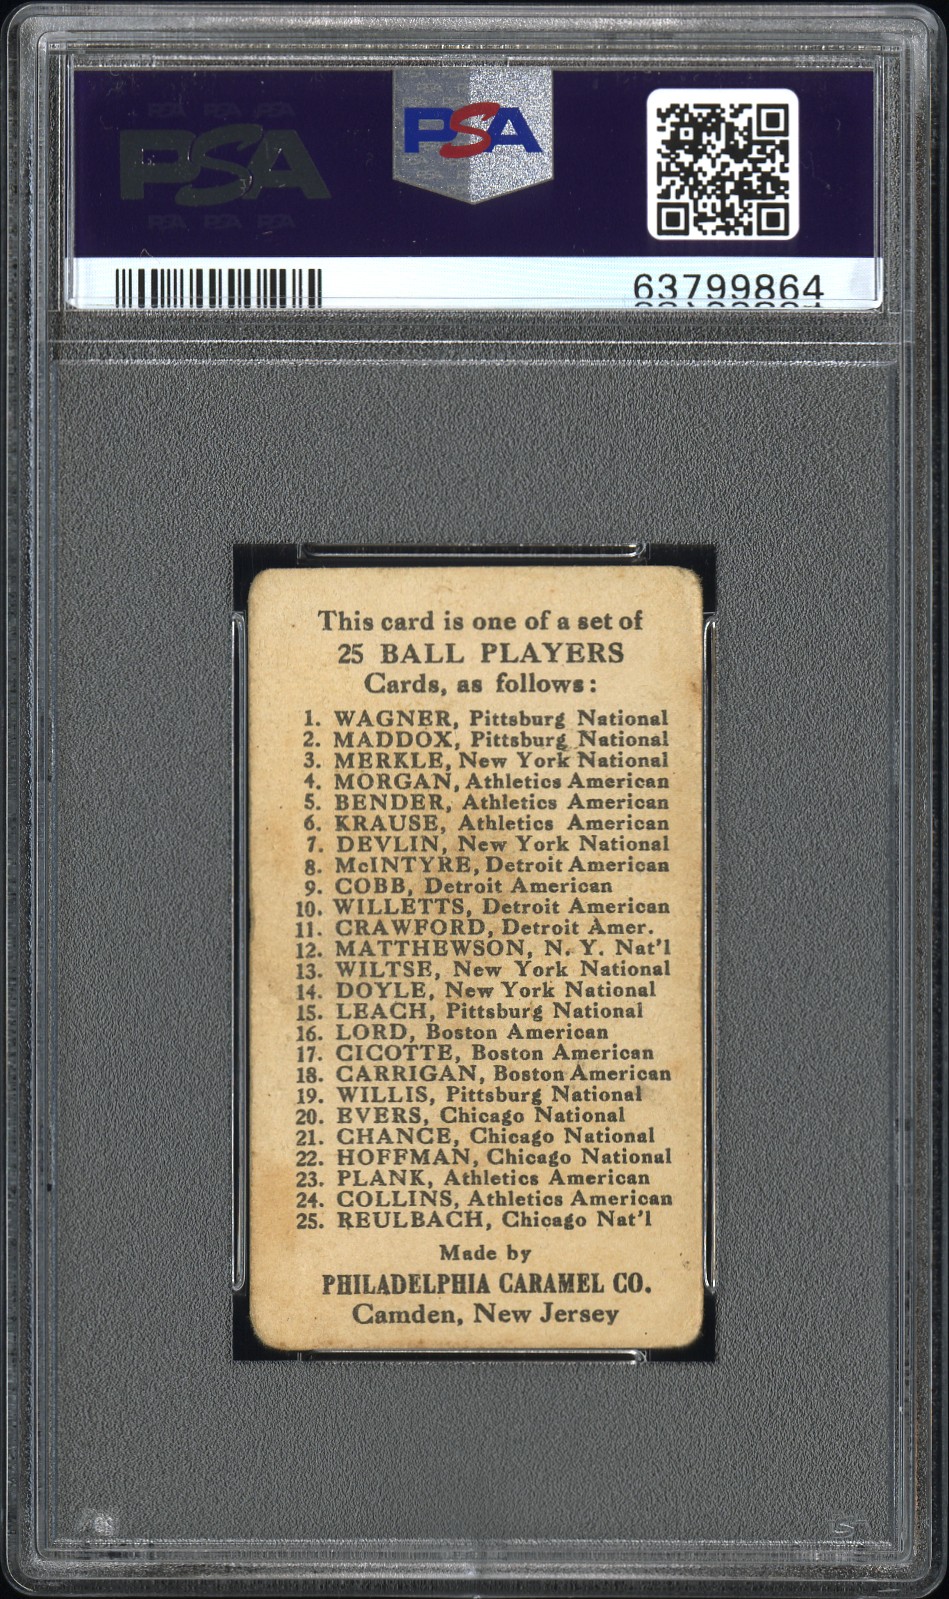 PSA PSA PSA
PSA
PSA PSA PSA
PSA
63799864
This card is one of a set of
25 BALL PLAYERS
Cards, as follows:
1. WAGNER, Pittsburg National
2. MADDOX, Pittsburg National
3. MERKLE, New York National
4. MORGAN, Athletics American
5. BENDER, Athletics American
6. KRAUSE, Athletics American
7. DEVLIN, New York National
8. McINTYRE, Detroit American
9. COBB, Detroit American
10. WILLETTS, Detroit American
11. CRAWFORD, Detroit Amer.
12. MATTHEWSON, N. Y. Nat'l
13. WILTSE, New York National
14. DOYLE, New York National
15. LEACH, Pittsburg National
16. LORD, Boston American
17. CICOTTE, Boston American
18. CARRIGAN, Boston American
19. WILLIS, Pittsburg National
20. EVERS, Chicago National
21. CHANCE, Chicago National
22. HOFFMAN, Chicago National
23. PLANK, Athletics American
24. COLLINS, Athletics American
25. REULBACH, Chicago Nat'l
Made by
PHILADELPHIA CARAMEL CO.
Camden, New Jersey